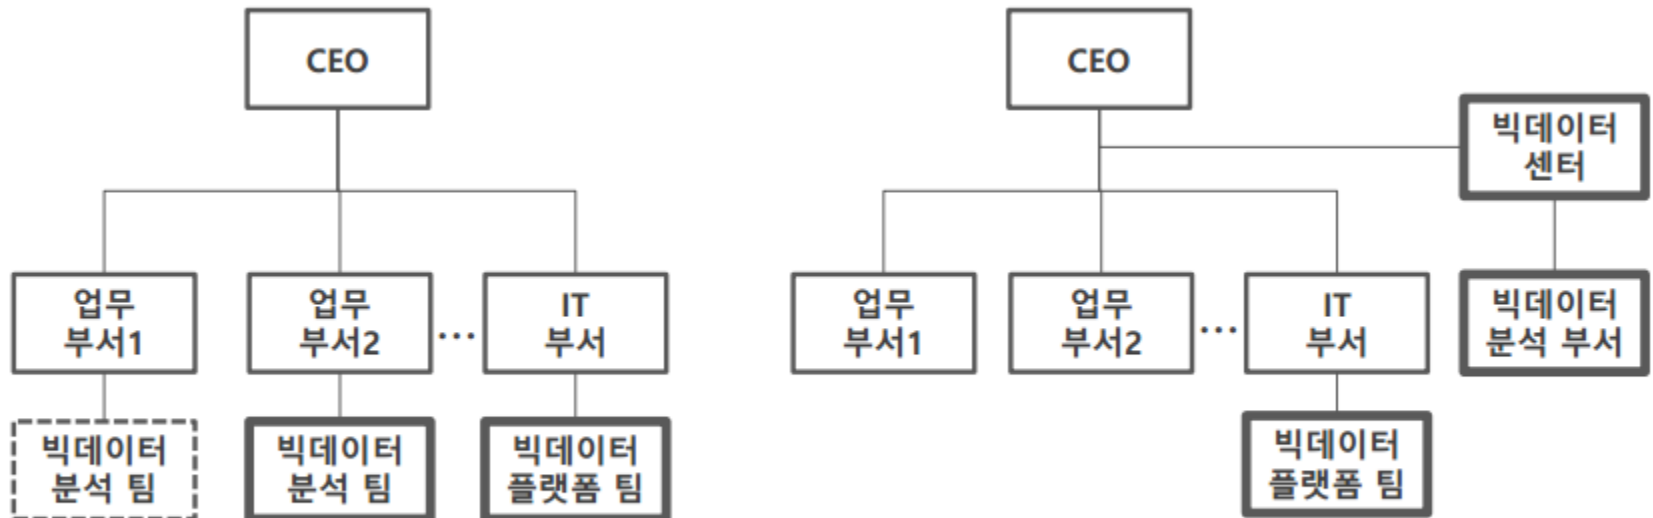 CEO
업무
부서1
업무
부서2
...
IT
부서
빅데이터
분석 팀
빅데이터
분석 팀
빅데이터
플랫폼 팀
CEO
빅데이터
센터
업무
부서1
업무
부서2
...
IT
부서
빅데이터
분석 부서
빅데이터
플랫폼 팀